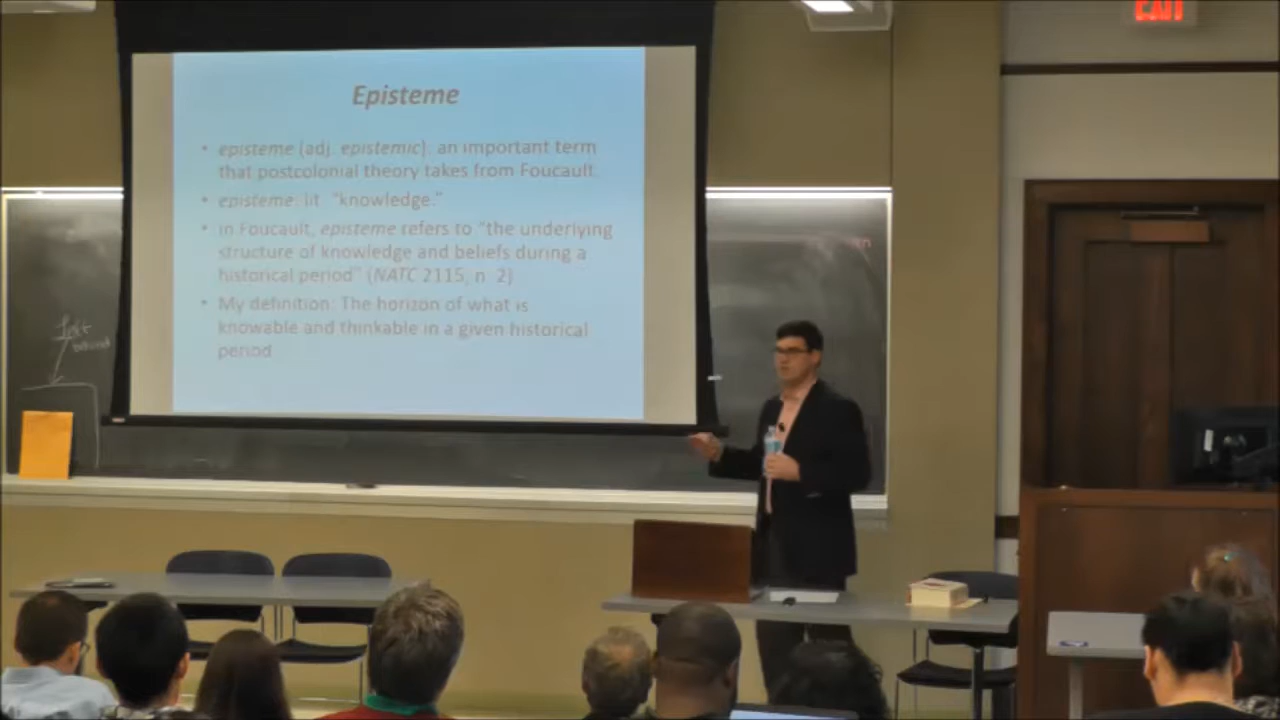 EXIT
Episteme
• episteme (adj. epistemic): an important term
that postcolonial theory takes from Foucault.
• episteme: lit. "knowledge."
• in Foucault, episteme refers to "the underlying
structure of knowledge and beliefs during a
historical period" (NATC 2115, n. 2)
• My definition: The horizon of what is
knowable and thinkable in a given historical
period